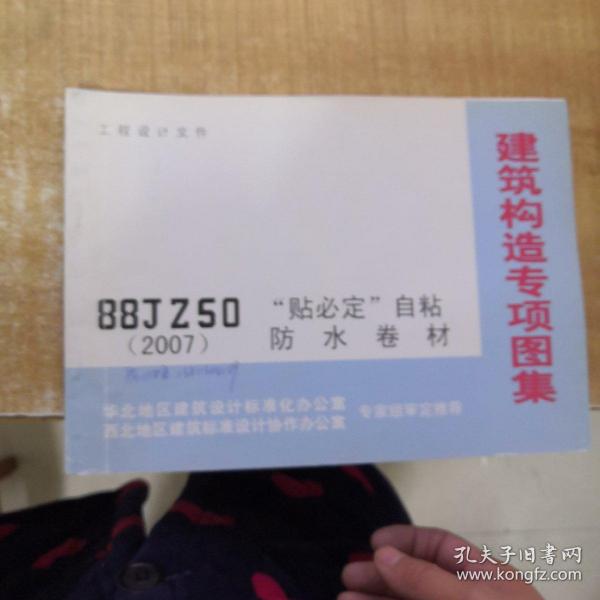 工程设计文件
建筑构造专项图集
88JZ50
(2007)
“贴必定”自粘
防水卷材
华北地区建筑设计标准化办公室
西北地区建筑标准设计协作办公室
专家组审定推荐
孔夫子旧书网
www.kongfz.com